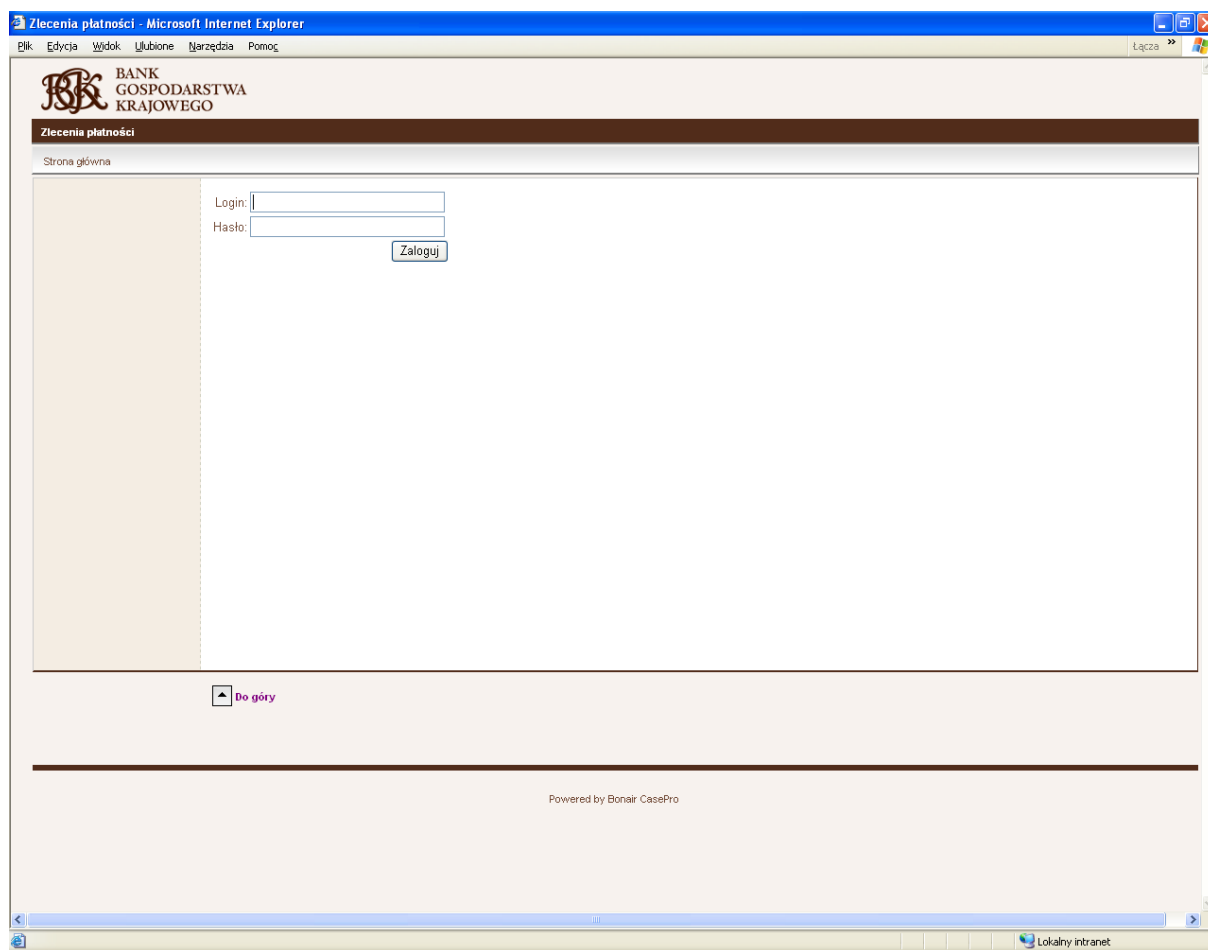 Zlecenia płatności - Microsoft Internet Explorer
Plik Edycja Widok Ulubione Narzędzia Pomoc
Łącza »
BGK BANK
GOSPODARSTWA
KRAJOWEGO
Zlecenia płatności
Strona główna
Login:
Hasło:
Zaloguj
Do góry
Powered by Bonair CasePro
Lokalny intranet